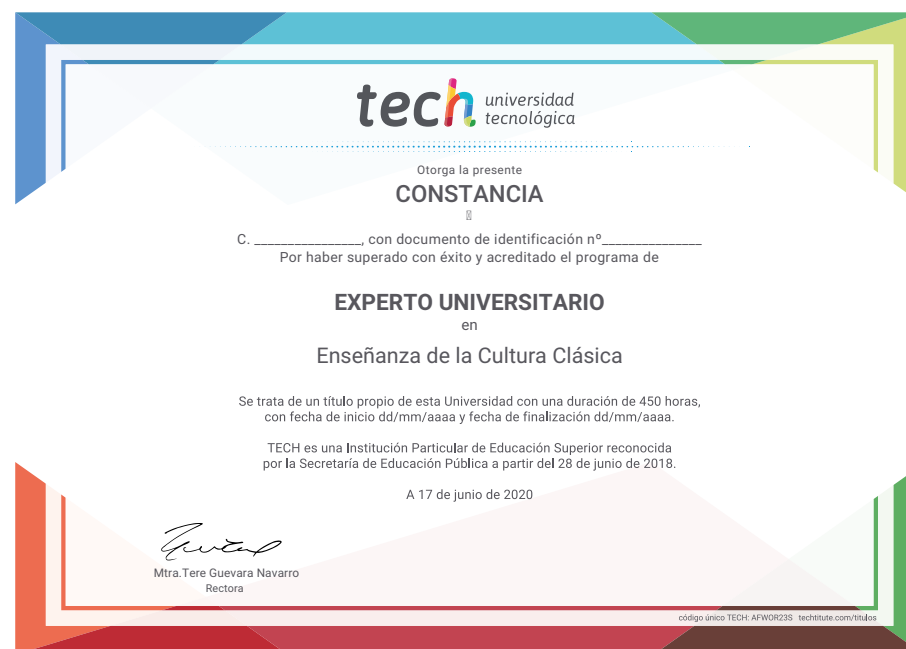 tech universidad
tecnológica
Otorga la presente
CONSTANCIA
C. ________________, con documento de identificación nº_______________
Por haber superado con éxito y acreditado el programa de
EXPERTO UNIVERSITARIO
en
Enseñanza de la Cultura Clásica
Se trata de un título propio de esta Universidad con una duración de 450 horas,
con fecha de inicio dd/mm/aaaa y fecha de finalización dd/mm/aaaa.
TECH es una Institución Particular de Educación Superior reconocida
por la Secretaría de Educación Pública a partir del 28 de junio de 2018.
A 17 de junio de 2020
Mtra.Tere Guevara Navarro
Rectora
código único TECH: AFWOR23S techtitute.com/titulos